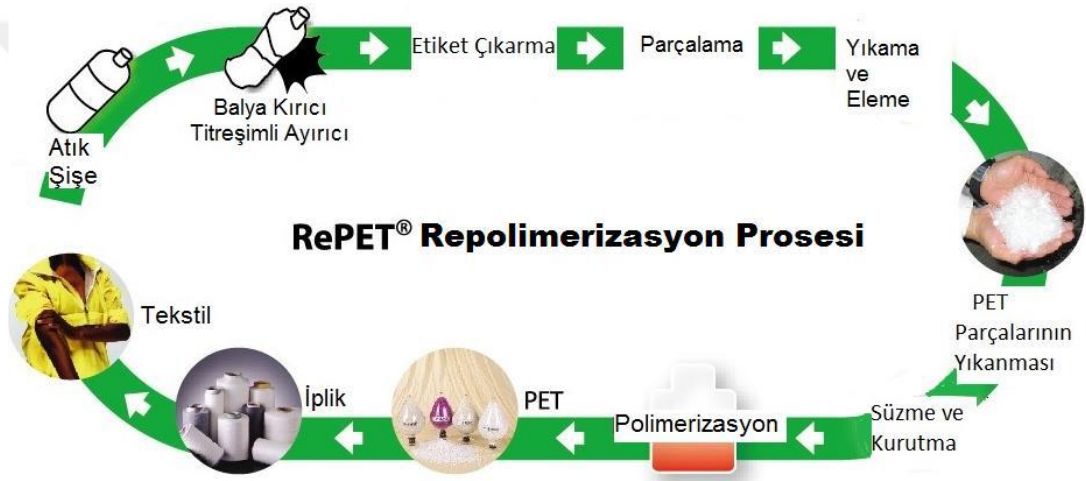 Atık
Şişe
Balya Kırıcı
Titreşimli Ayırıcı
Etiket Çıkarma
Parçalama
Yıkama
ve
Eleme
RePET® Repolimerizasyon Prosesi
PET
Parçalarının
Yıkanması
Süzme ve
Kurutma
Polimerizasyon
PET
İplik
Tekstil